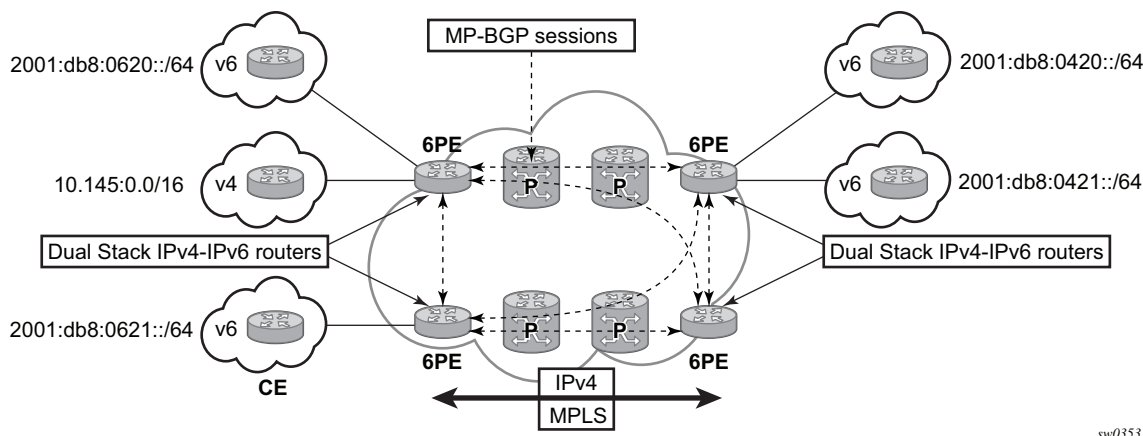 MP-BGP sessions
2001:db8:0620::/64
v6
v6
2001:db8:0420::/64
6PE
6PE
10.145:0.0/16
v4
P
P
v6
2001:db8:0421::/64
Dual Stack IPv4-IPv6 routers
Dual Stack IPv4-IPv6 routers
2001:db8:0621::/64
v6
P
P
6PE
6PE
CE
IPv4
MPLS
sw0353